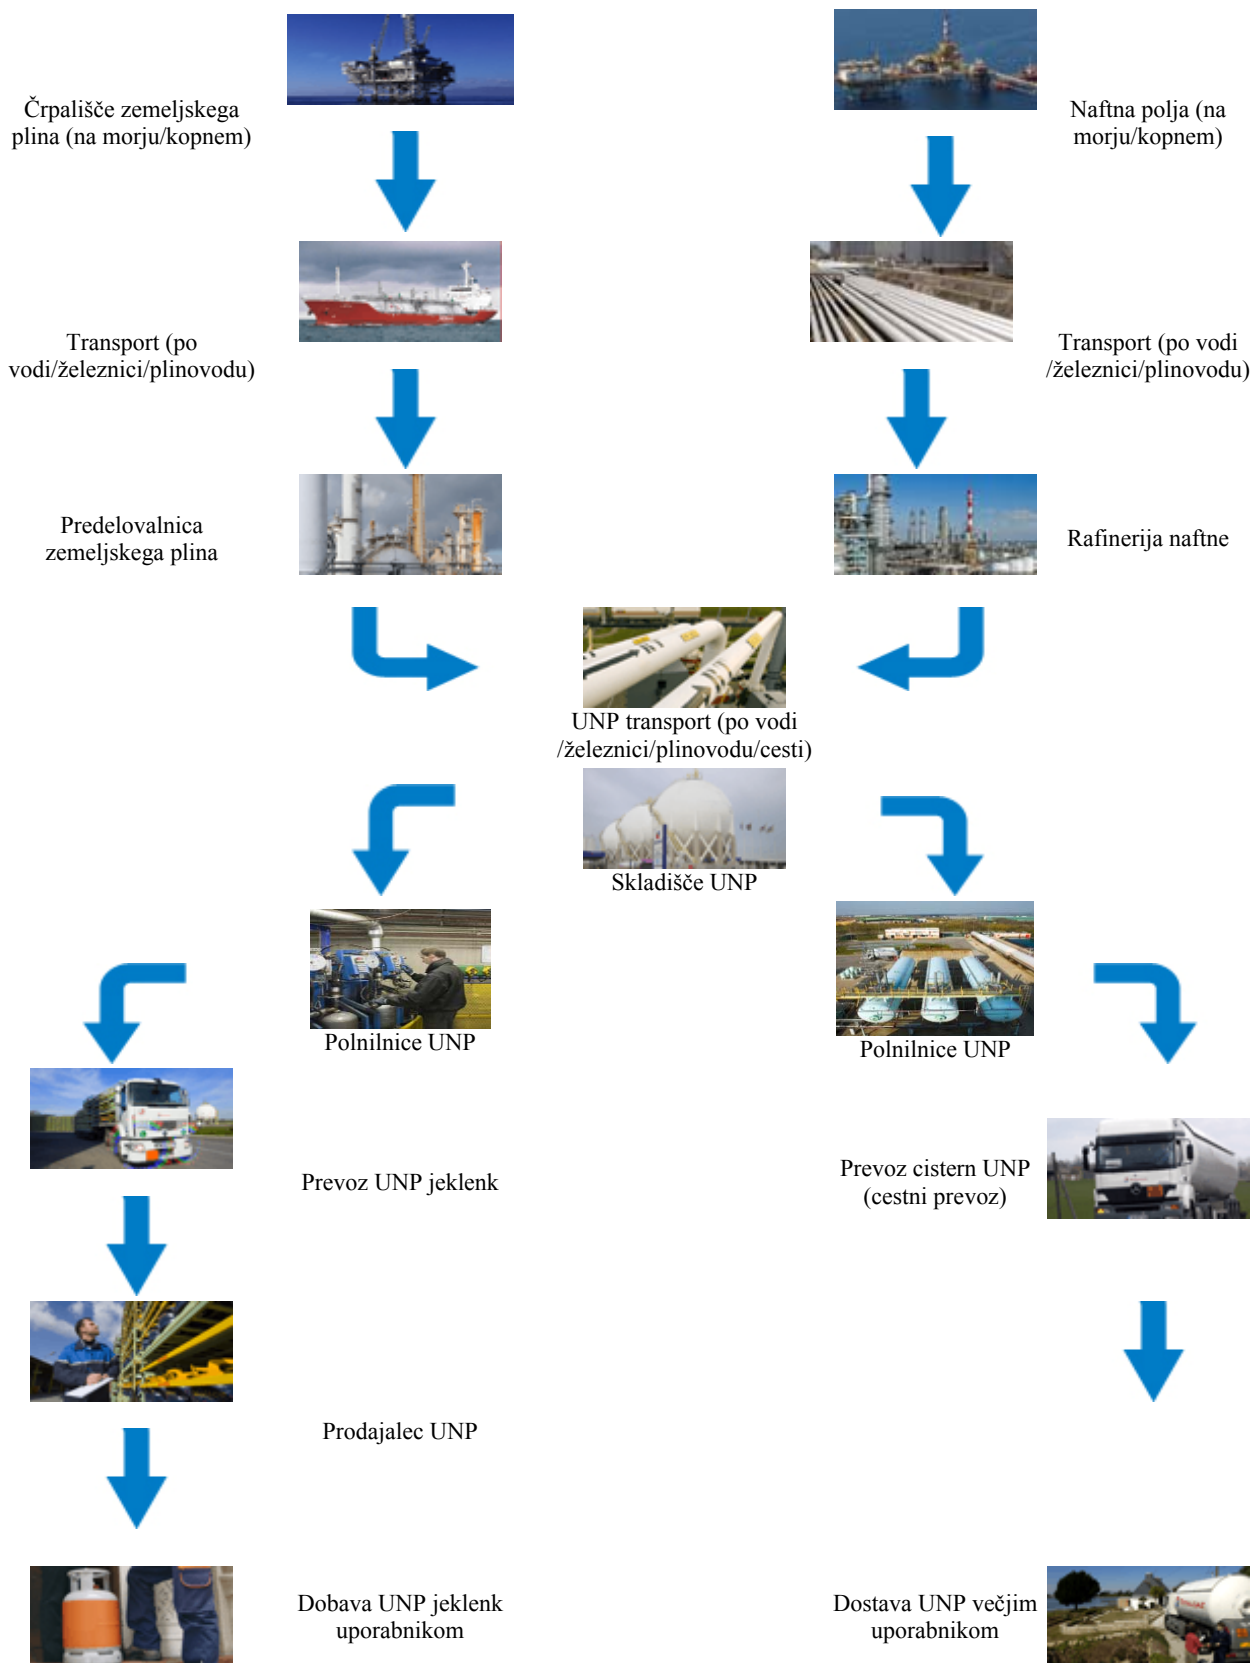 Črpališče zemeljskega
plina (na morju/kopnem)
Naftna polja (na
morju/kopnem)
Transport (po
vodi/železnici/plinovodu)
Transport (po vodi
/železnici/plinovodu)
Predelovalnica
zemeljskega plina
Rafinerija naftne
UNP transport (po vodi
/železnici/plinovodu/cesti)
Skladišče UNP
Polnilnice UNP
Polnilnice UNP
Prevoz UNP jeklenk
Prevoz cistern UNP
(cestni prevoz)
Prodajalec UNP
Dobava UNP jeklenk
uporabnikom
Dostava UNP večjim
uporabnikom